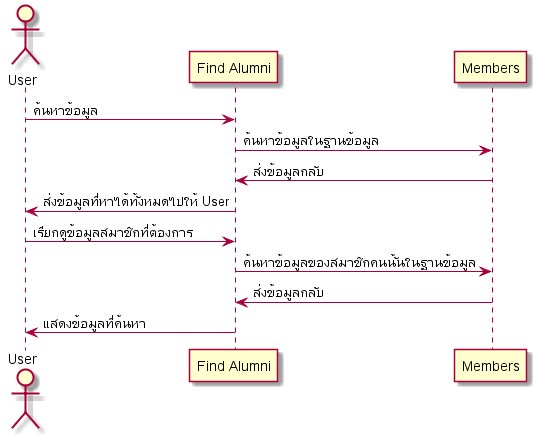 User
Find Alumni
Members
ค้นหาข้อมูล
ค้นหาข้อมูลในฐานข้อมูล
ส่งข้อมูลกลับ
ส่งข้อมูลที่หาได้ทั้งหมดไปให้ User
เรียกดูข้อมูลสมาชิกที่ต้องการ
ค้นหาข้อมูลของสมาชิกคนนั้นในฐานข้อมูล
ส่งข้อมูลกลับ
แสดงข้อมูลที่ค้นหา
User
Find Alumni
Members